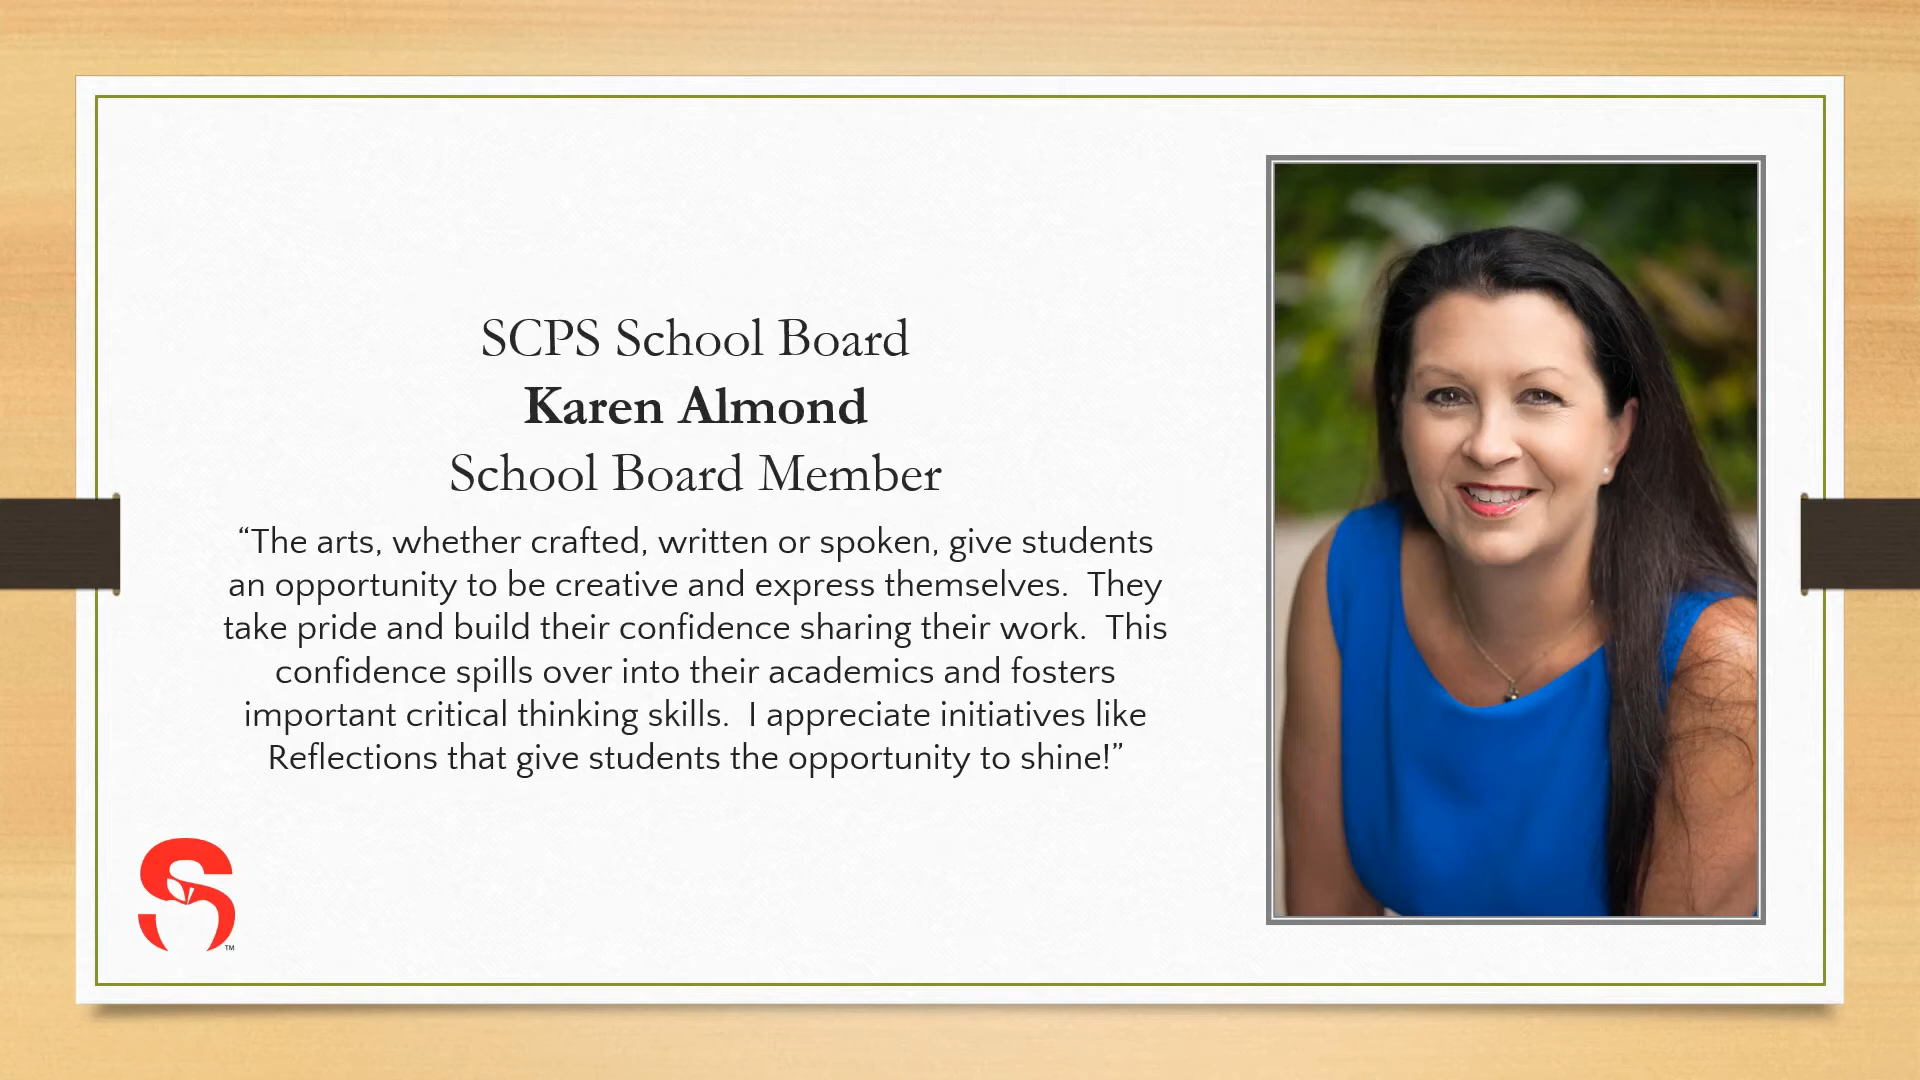 SCPS School Board
Karen Almond
School Board Member
“The arts, whether crafted, written or spoken, give students
an opportunity to be creative and express themselves.  They
take pride and build their confidence sharing their work.  This
confidence spills over into their academics and fosters
important critical thinking skills.  I appreciate initiatives like
Reflections that give students the opportunity to shine!”
S
TM